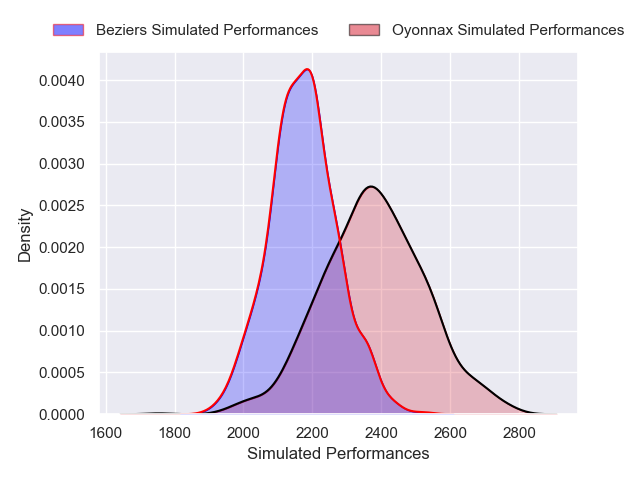 Beziers Simulated Performances Oyonnax Simulated Performances
0.0040
0.0035
0.0030
0.0025
0.0020
0.0015
0.0010
0.0005
0.0000
Density
1600 1800 2000 2200 2400 2600 2800
Simulated Performances